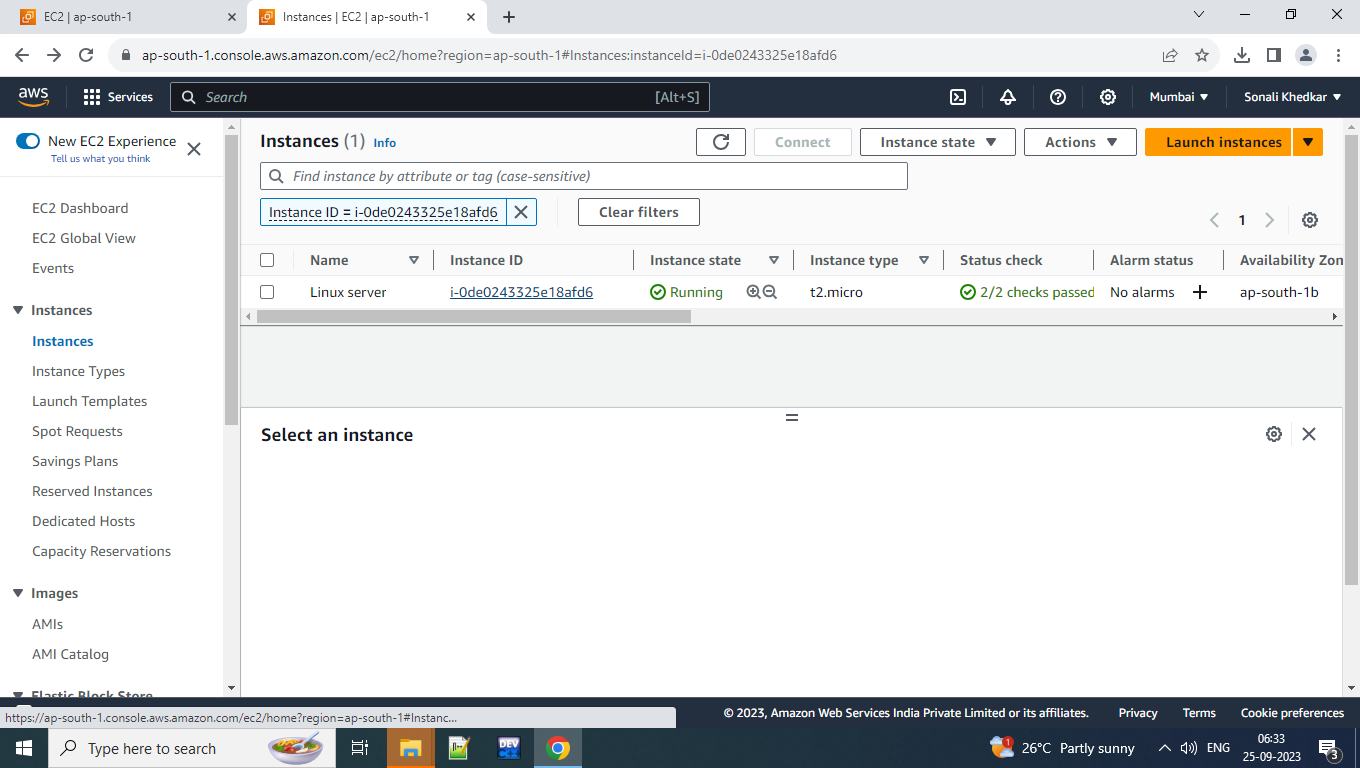 EC2 | ap-south-1
Instances | EC2 | ap-south-1
ap-south-1.console.aws.amazon.com/ec2/home?region=ap-south-1#Instances:instanceId=i-0de0243325e18afd6
aws
Services
Search
[Alt+S]
Mumbai
Sonali Khedkar
New EC2 Experience
Tell us what you think
EC2 Dashboard
EC2 Global View
Events
Instances
Instances
Instance Types
Launch Templates
Spot Requests
Savings Plans
Reserved Instances
Dedicated Hosts
Capacity Reservations
Images
AMIs
AMI Catalog
Elastic Block Store
Instances (1) Info
Connect
Instance state
Actions
Launch instances
Find instance by attribute or tag (case-sensitive)
Instance ID = i-0de0243325e18afd6
Clear filters
1
Name Instance ID Instance state Instance type Status check Alarm status Availability Zon
Linux server i-0de0243325e18afd6 Running t2.micro 2/2 checks passed No alarms ap-south-1b
Select an instance
https://ap-south-1.console.aws.amazon.com/ec2/home?region=ap-south-1#Instanc...
© 2023, Amazon Web Services India Private Limited or its affiliates. Privacy Terms Cookie preferences
Type here to search
DEV
1
26°C Partly sunny
ENG
06:33
25-09-2023
3